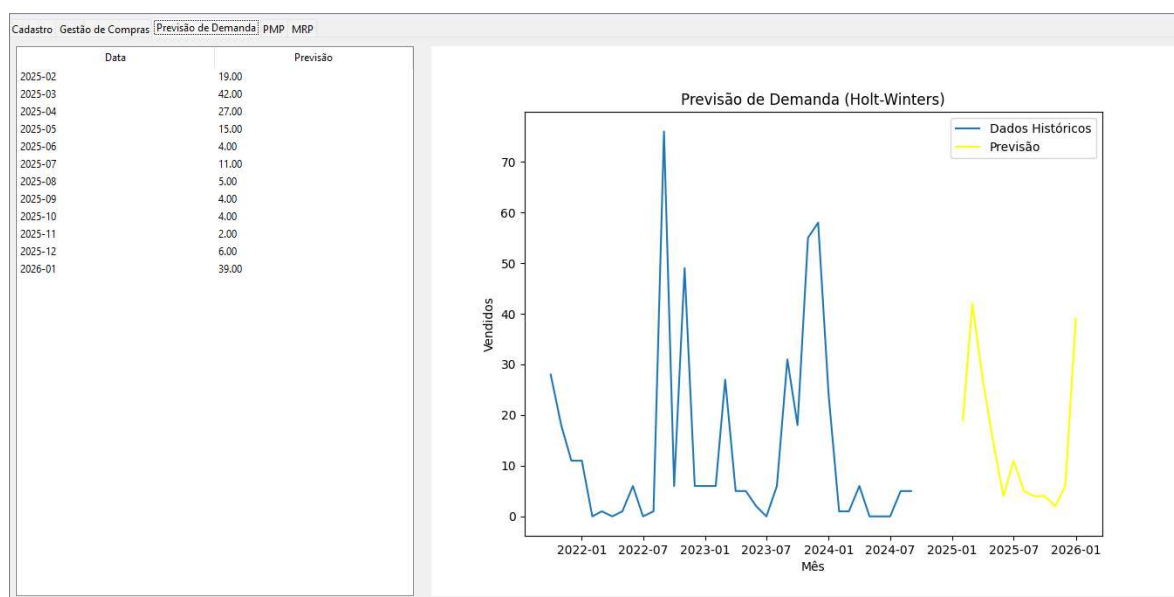 Cadastro Gestão de Compras Previsão de Demanda PMP MRP
Data Previsão
2025-02 19.00
2025-03 42.00
2025-04 27.00
2025-05 15.00
2025-06 4.00
2025-07 11.00
2025-08 5.00
2025-09 4.00
2025-10 4.00
2025-11 2.00
2025-12 6.00
2026-01 39.00
Previsão de Demanda (Holt-Winters)
Dados Históricos
Previsão
70
60
50
40
30
20
10
0
Vendidos
2022-01 2022-07 2023-01 2023-07 2024-01 2024-07 2025-01 2025-07 2026-01
Mês